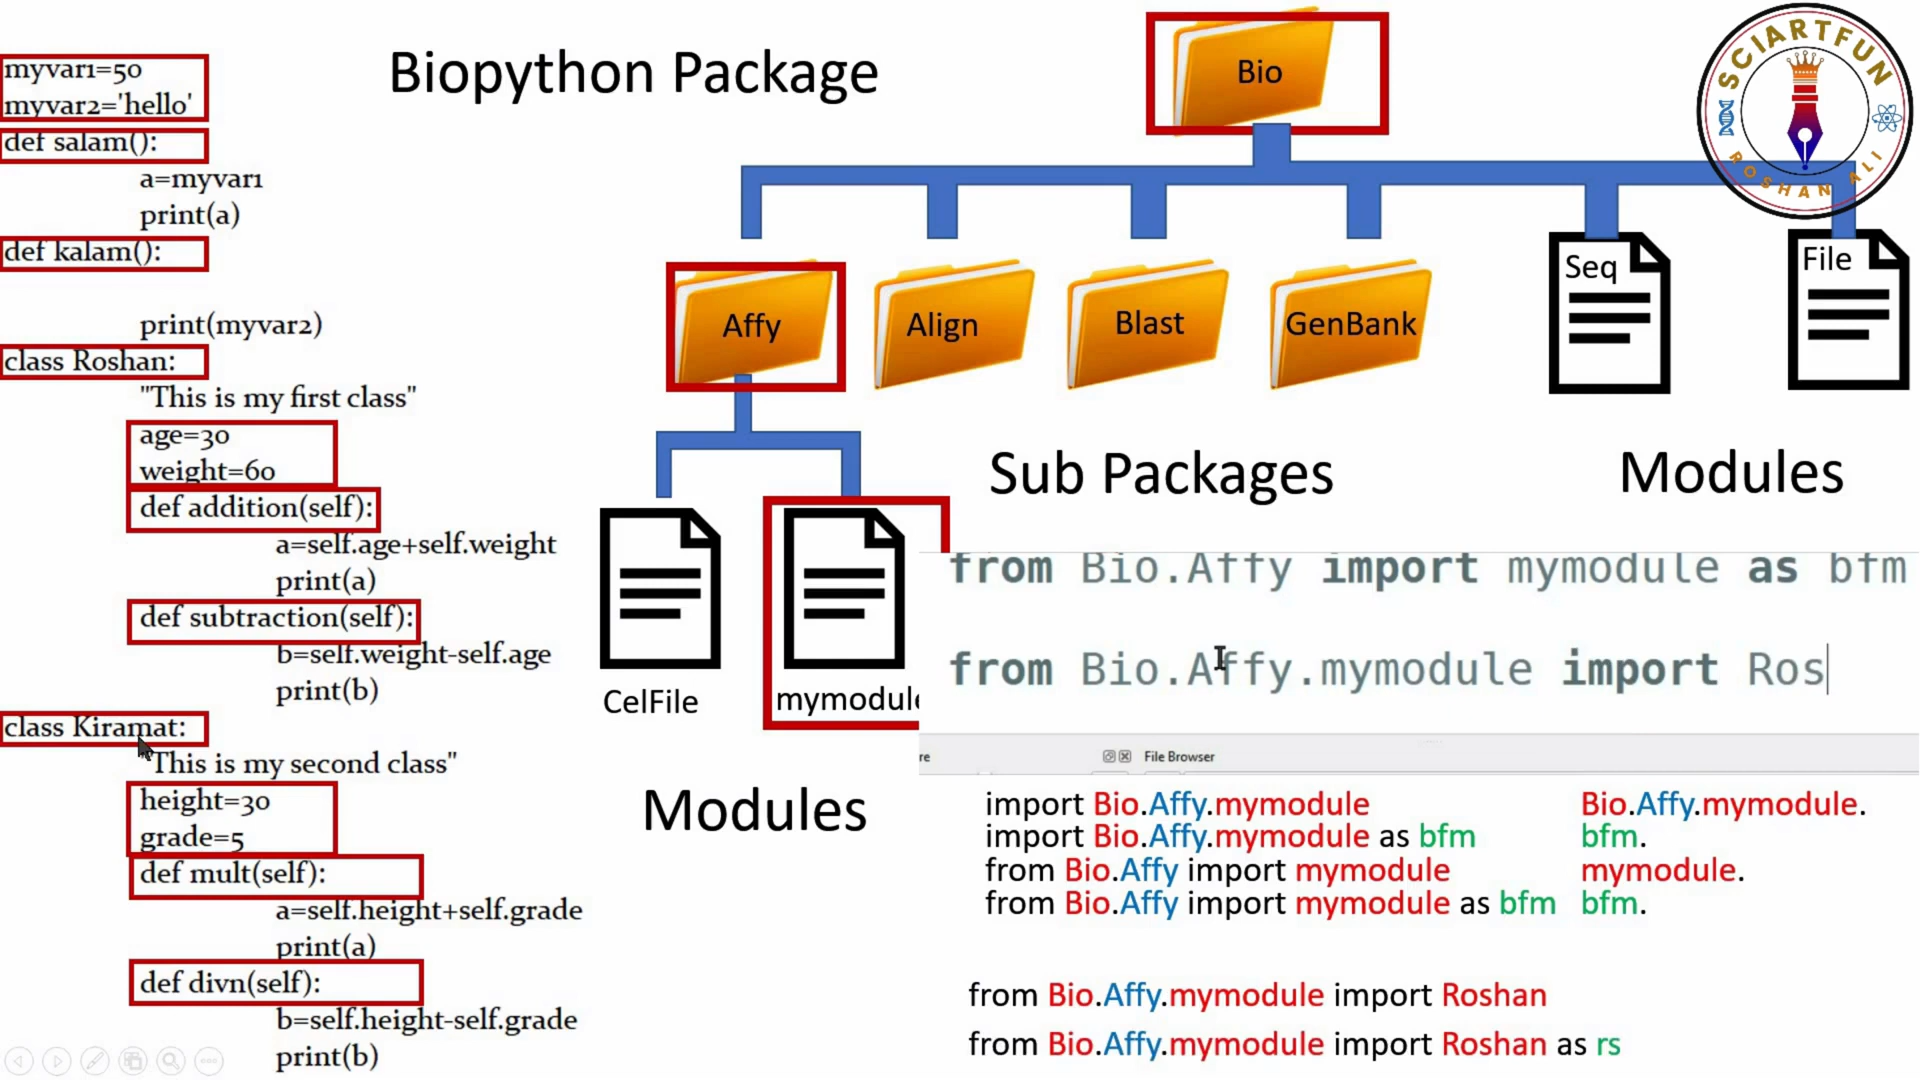 Biopython Package
myvar1=50
myvar2='hello'
def salam():
a=myvar1
print(a)
def kalam():
print(myvar2)
class Roshan:
"This is my first class"
age=30
weight=60
def addition(self):
a=self.age+self.weight
print(a)
def subtraction(self):
b=self.weight-self.age
print(b)
class Kiramat:
"This is my second class"
height=30
grade=5
def mult(self):
a=self.height+self.grade
print(a)
def divn(self):
b=self.height-self.grade
print(b)
Bio
SCIARTFUN
ROSHAN ALI
Affy
Align
Blast
GenBank
Seq
File
Sub Packages
Modules
CelFile
mymodule
Modules
from Bio.Affy import mymodule as bfm
from Bio.Affy.mymodule import Ros
re
File Browser
import Bio.Affy.mymodule Bio.Affy.mymodule.
import Bio.Affy.mymodule as bfm bfm.
from Bio.Affy import mymodule mymodule.
from Bio.Affy import mymodule as bfm bfm.
from Bio.Affy.mymodule import Roshan
from Bio.Affy.mymodule import Roshan as rs